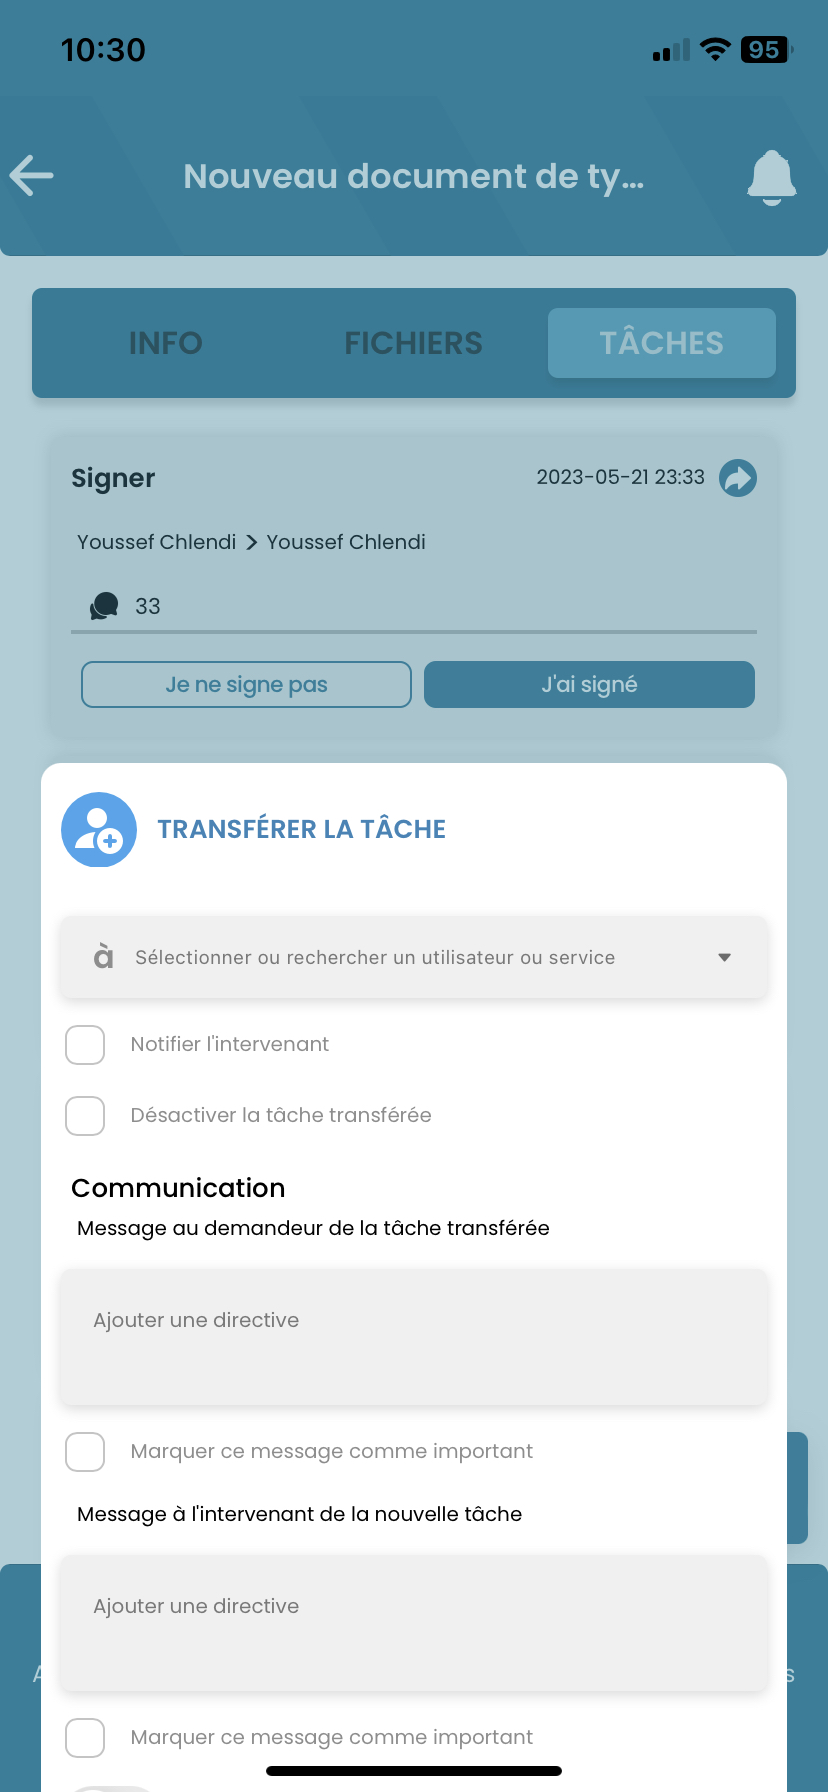 10:30
95
Nouveau document de ty...
INFO
FICHIERS
TÂCHES
Signer
2023-05-21 23:33
Youssef Chlendi > Youssef Chlendi
33
Je ne signe pas
J'ai signé
TRANSFÉRER LA TÂCHE
à Sélectionner ou rechercher un utilisateur ou service
Notifier l'intervenant
Désactiver la tâche transférée
Communication
Message au demandeur de la tâche transférée
Ajouter une directive
Marquer ce message comme important
Message à l'intervenant de la nouvelle tâche
Ajouter une directive
Marquer ce message comme important